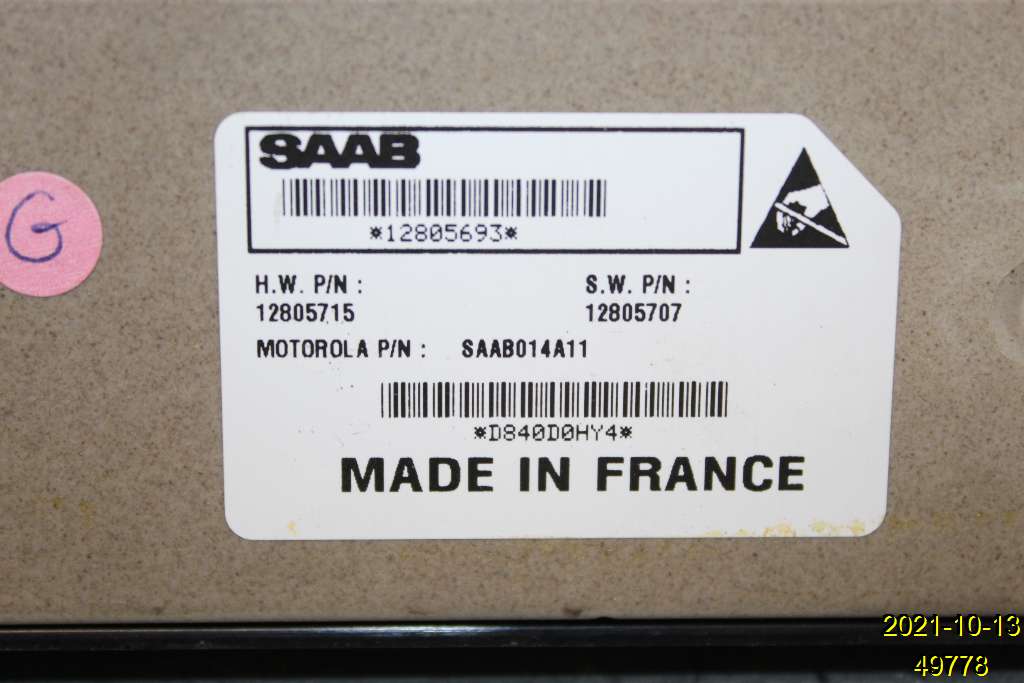 SAAB
*12805693*
H.W. P/N :
12805715
S.W. P/N :
12805707
MOTOROLA P/N : SAAB014A11
*D840D0HY4*
MADE IN FRANCE
G
2021-10-13
49778